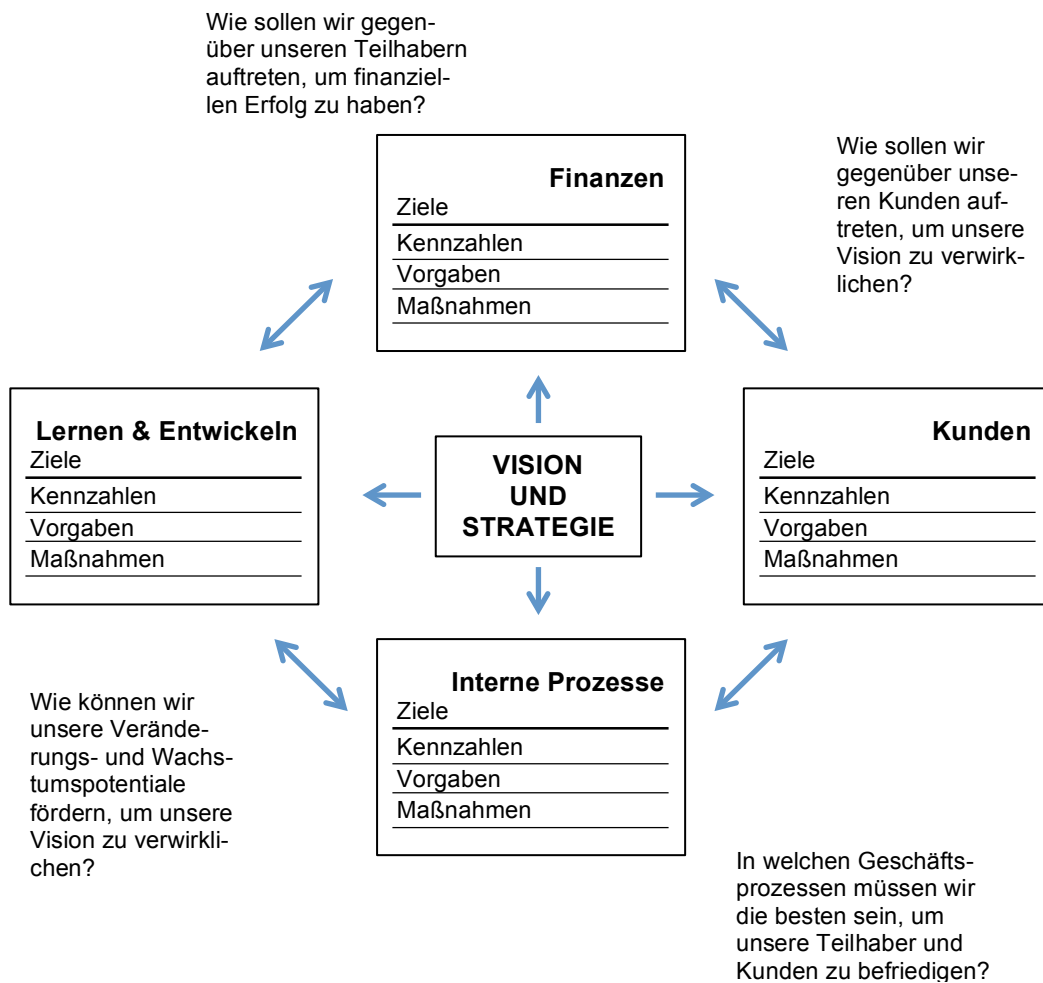 Wie sollen wir gegen-
über unseren Teilhabern
auftreten, um finanziel-
len Erfolg zu haben?
Finanzen
Ziele
Kennzahlen
Vorgaben
Maßnahmen
Wie sollen wir
gegenüber unse-
ren Kunden auf-
treten, um unsere
Vision zu verwirk-
lichen?
Lernen & Entwickeln
Ziele
Kennzahlen
Vorgaben
Maßnahmen
VISION
UND
STRATEGIE
Kunden
Ziele
Kennzahlen
Vorgaben
Maßnahmen
Wie können wir
unsere Verände-
rungs- und Wachs-
tumspotentiale
fördern, um unsere
Vision zu verwirkli-
chen?
Interne Prozesse
Ziele
Kennzahlen
Vorgaben
Maßnahmen
In welchen Geschäfts-
prozessen müssen wir
die besten sein, um
unsere Teilhaber und
Kunden zu befriedigen?